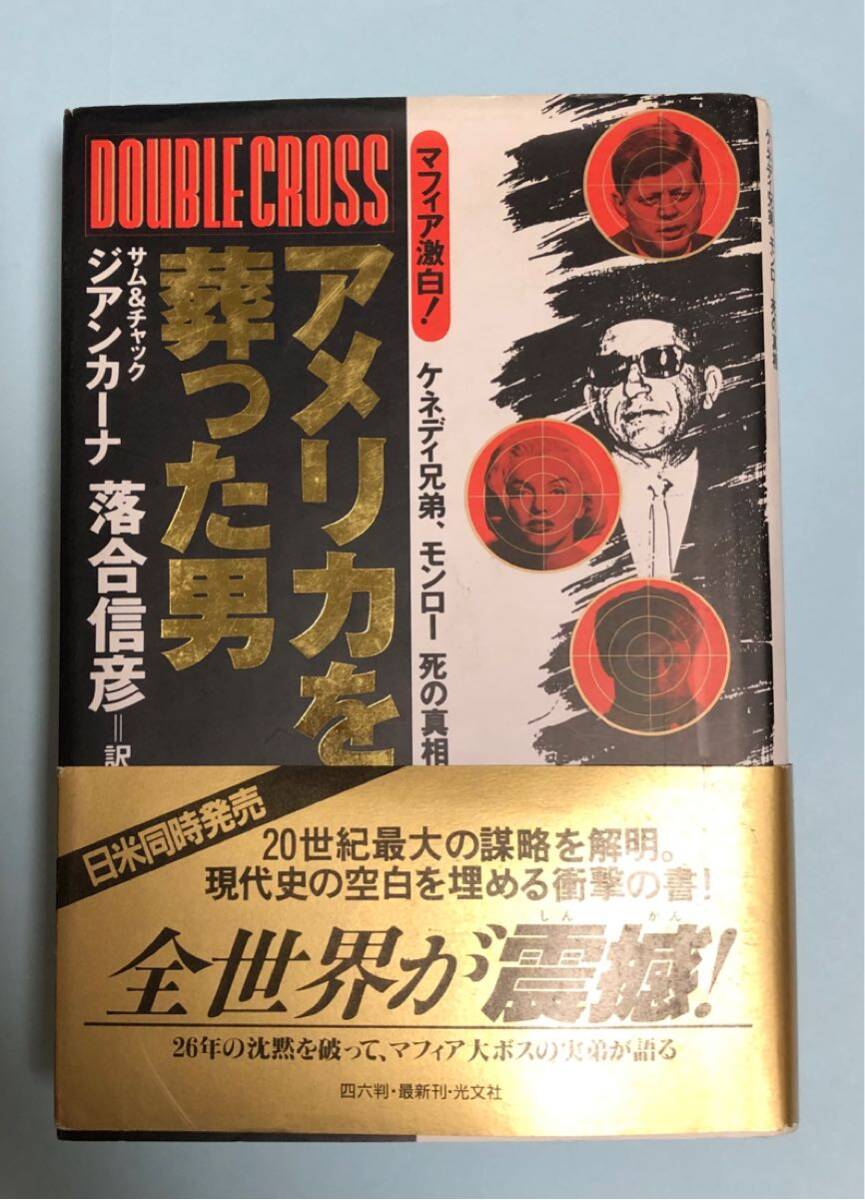 DOUBLE CROSS
アメリカを
葬った男
サム&チャック
ジアンカーナ
落合信彦=訳
マフィア激白!
ケネディ兄弟、モンロー 死の真相
日米同時発売
20世紀最大の謀略を解明。
現代史の空白を埋める衝撃の書!
しん かん
全世界が震撼!
26年の沈黙を破って、マフィア大ボスの実弟が語る
四六判・最新刊・光文社